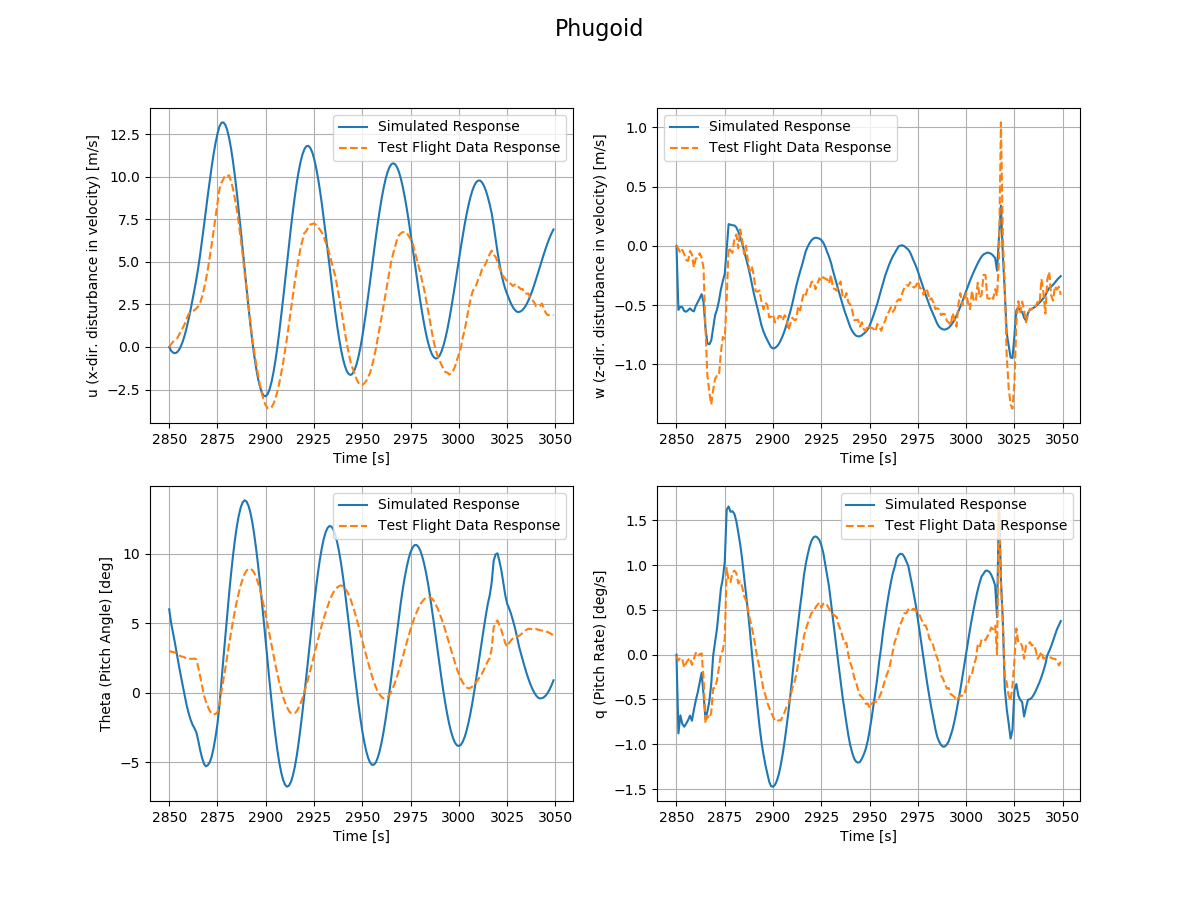 Phugoid
u (x-dir. disturbance in velocity) [m/s]
12.5
10.0
7.5
5.0
2.5
0.0
−2.5
Simulated Response
Test Flight Data Response
2850 2875 2900 2925 2950 2975 3000 3025 3050
Time [s]
w (z-dir. disturbance in velocity) [m/s]
1.0
0.5
0.0
−0.5
−1.0
Simulated Response
Test Flight Data Response
2850 2875 2900 2925 2950 2975 3000 3025 3050
Time [s]
Theta (Pitch Angle) [deg]
10
5
0
−5
Simulated Response
Test Flight Data Response
2850 2875 2900 2925 2950 2975 3000 3025 3050
Time [s]
q (Pitch Rate) [deg/s]
1.5
1.0
0.5
0.0
−0.5
−1.0
−1.5
Simulated Response
Test Flight Data Response
2850 2875 2900 2925 2950 2975 3000 3025 3050
Time [s]